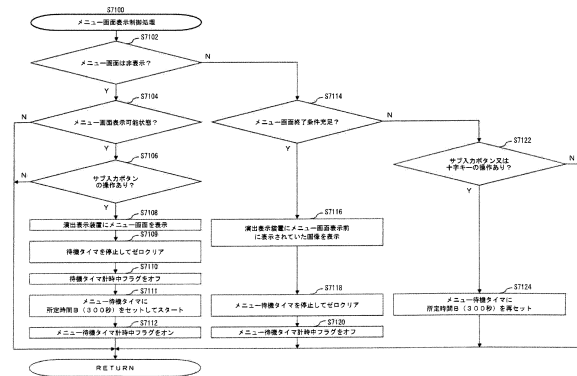 S7100
メニュー画面表示制御処理
S7102
メニュー画面は非表示?
N
Y
S7104
メニュー画面表示可能状態?
N
Y
S7106
サブ入力ボタン
の操作あり?
N
Y
S7108
演出表示装置にメニュー画面を表示
S7109
待機タイマを停止してゼロクリア
S7110
待機タイマ計時中フラグをオフ
S7111
メニュー待機タイマに
所定時間B(300秒)をセットしてスタート
S7112
メニュー待機タイマ計時中フラグをオン
RETURN
S7114
メニュー画面終了条件充足?
N
Y
S7116
演出表示装置にメニュー画面表示前
に表示されていた画像を表示
S7118
メニュー待機タイマを停止してゼロクリア
S7120
メニュー待機タイマ計時中フラグをオフ
S7122
サブ入力ボタン又は
十字キーの操作あり?
N
Y
S7124
メニュー待機タイマに
所定時間B(300秒)を再セット